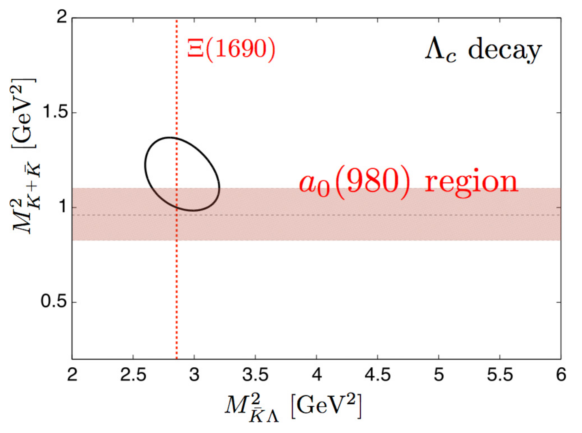 2
Ξ(1690)
Λc decay
1.5
a0(980) region
1
0.5
M²K+K̄ [GeV²]
2 2.5 3 3.5 4 4.5 5 5.5 6
M²K̄Λ [GeV²]